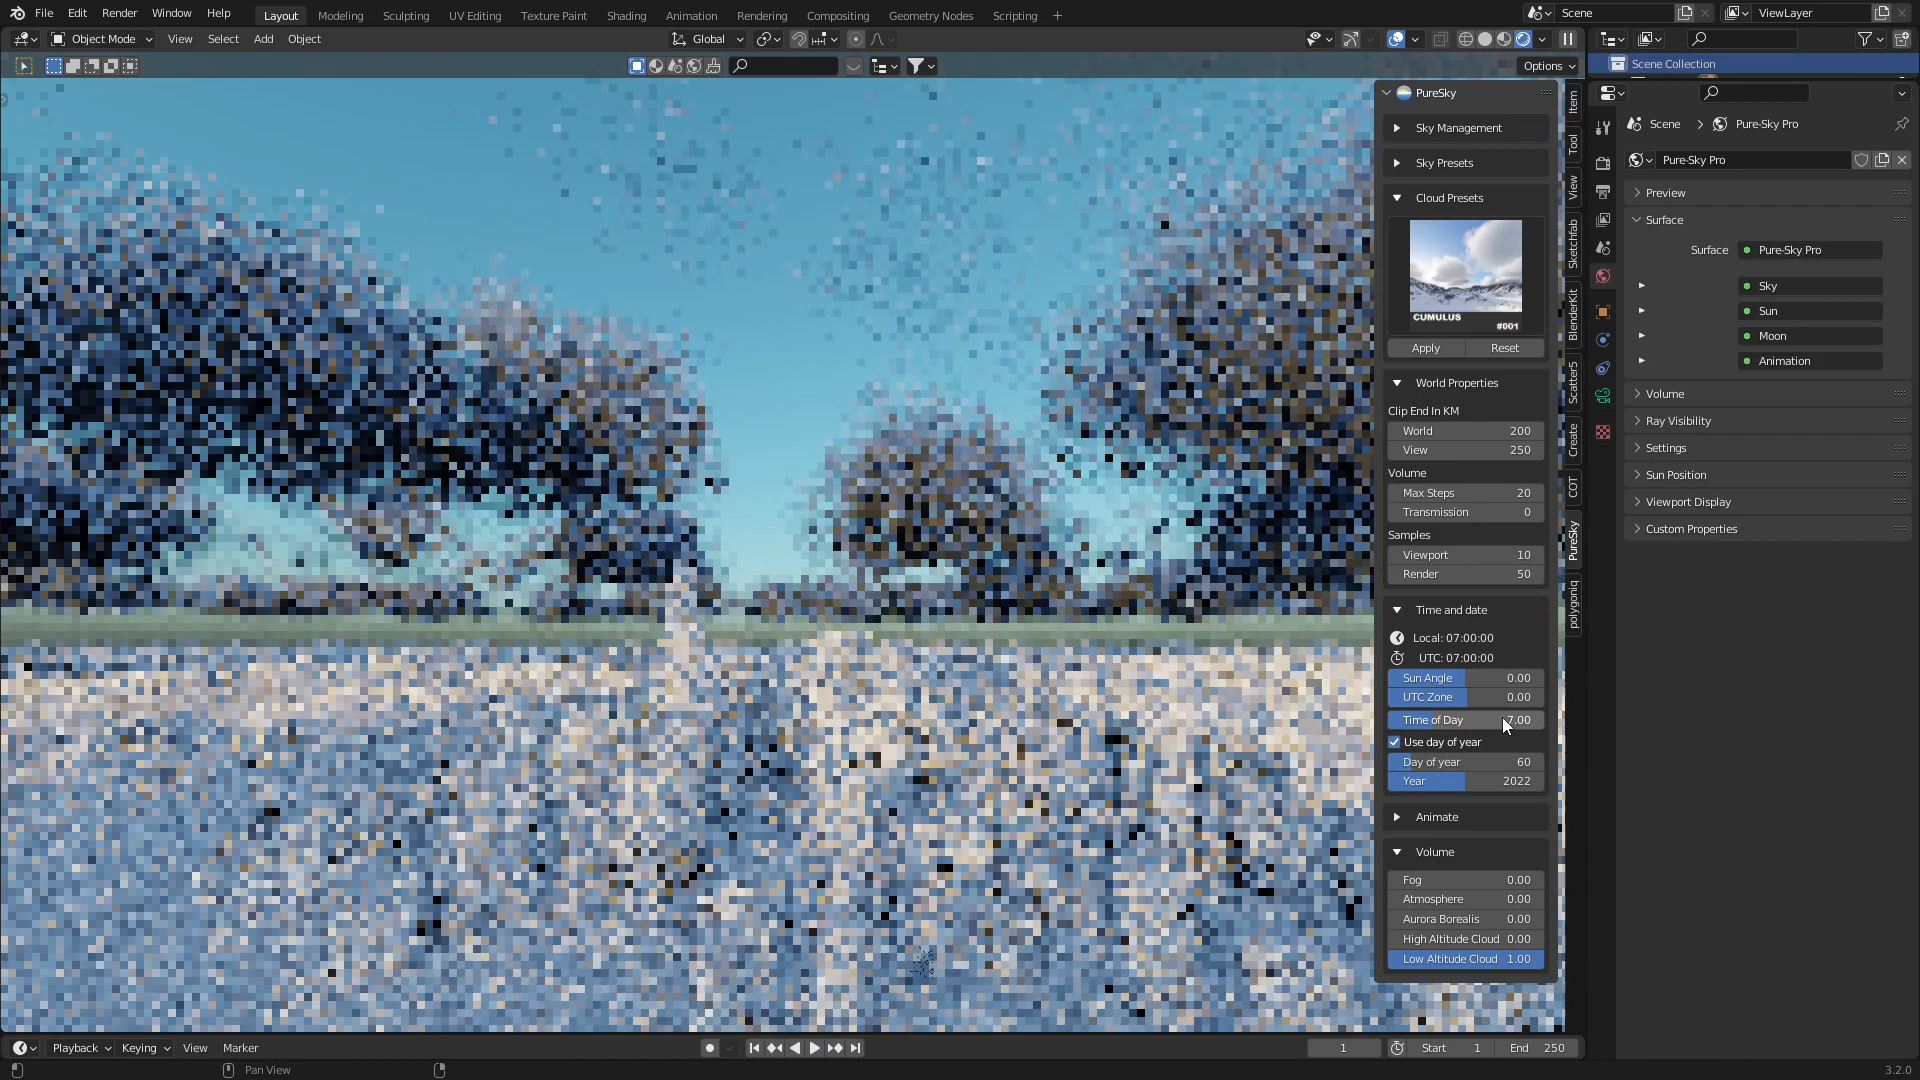 File Edit Render Window Help Layout Modeling Sculpting UV Editing Texture Paint Shading Animation Rendering Compositing Geometry Nodes Scripting + Scene ViewLayer
Object Mode View Select Add Object Global
Options
Scene Collection
Scene Pure-Sky Pro
Pure-Sky Pro
Preview
Surface
Surface Pure-Sky Pro
Sky
Sun
Moon
Animation
Volume
Ray Visibility
Settings
Sun Position
Viewport Display
Custom Properties
PureSky
Sky Management
Sky Presets
Cloud Presets
CUMULUS
#001
Apply Reset
World Properties
Clip End In KM
World 200
View 250
Volume
Max Steps 20
Transmission 0
Samples
Viewport 10
Render 50
Time and date
Local: 07:00:00
UTC: 07:00:00
Sun Angle 0.00
UTC Zone 0.00
Time of Day 7.00
Use day of year
Day of year 60
Year 2022
Animate
Volume
Fog 0.00
Atmosphere 0.00
Aurora Borealis 0.00
High Altitude Cloud 0.00
Low Altitude Cloud 1.00
Item
Tool
View
Sketchfab
BlenderKit
Scatter5
Create
COT
PureSky
polygoniq
Playback Keying View Marker 1 Start 1 End 250
Pan View 3.2.0